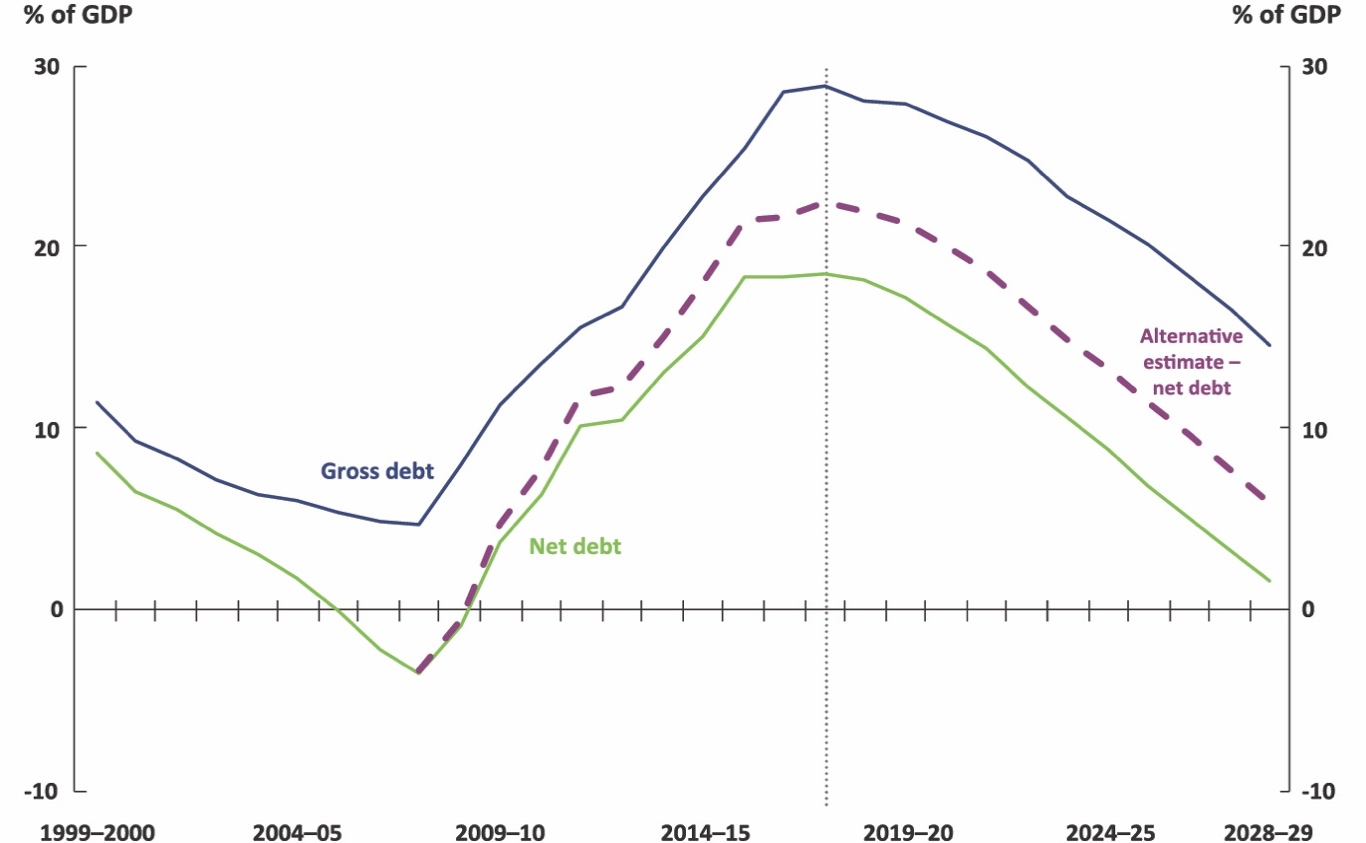 % of GDP % of GDP
30 30
20 20
Alternative
estimate –
net debt
10 10
Gross debt
Net debt
0 0
-10 -10
1999–2000 2004–05 2009–10 2014–15 2019–20 2024–25 2028–29